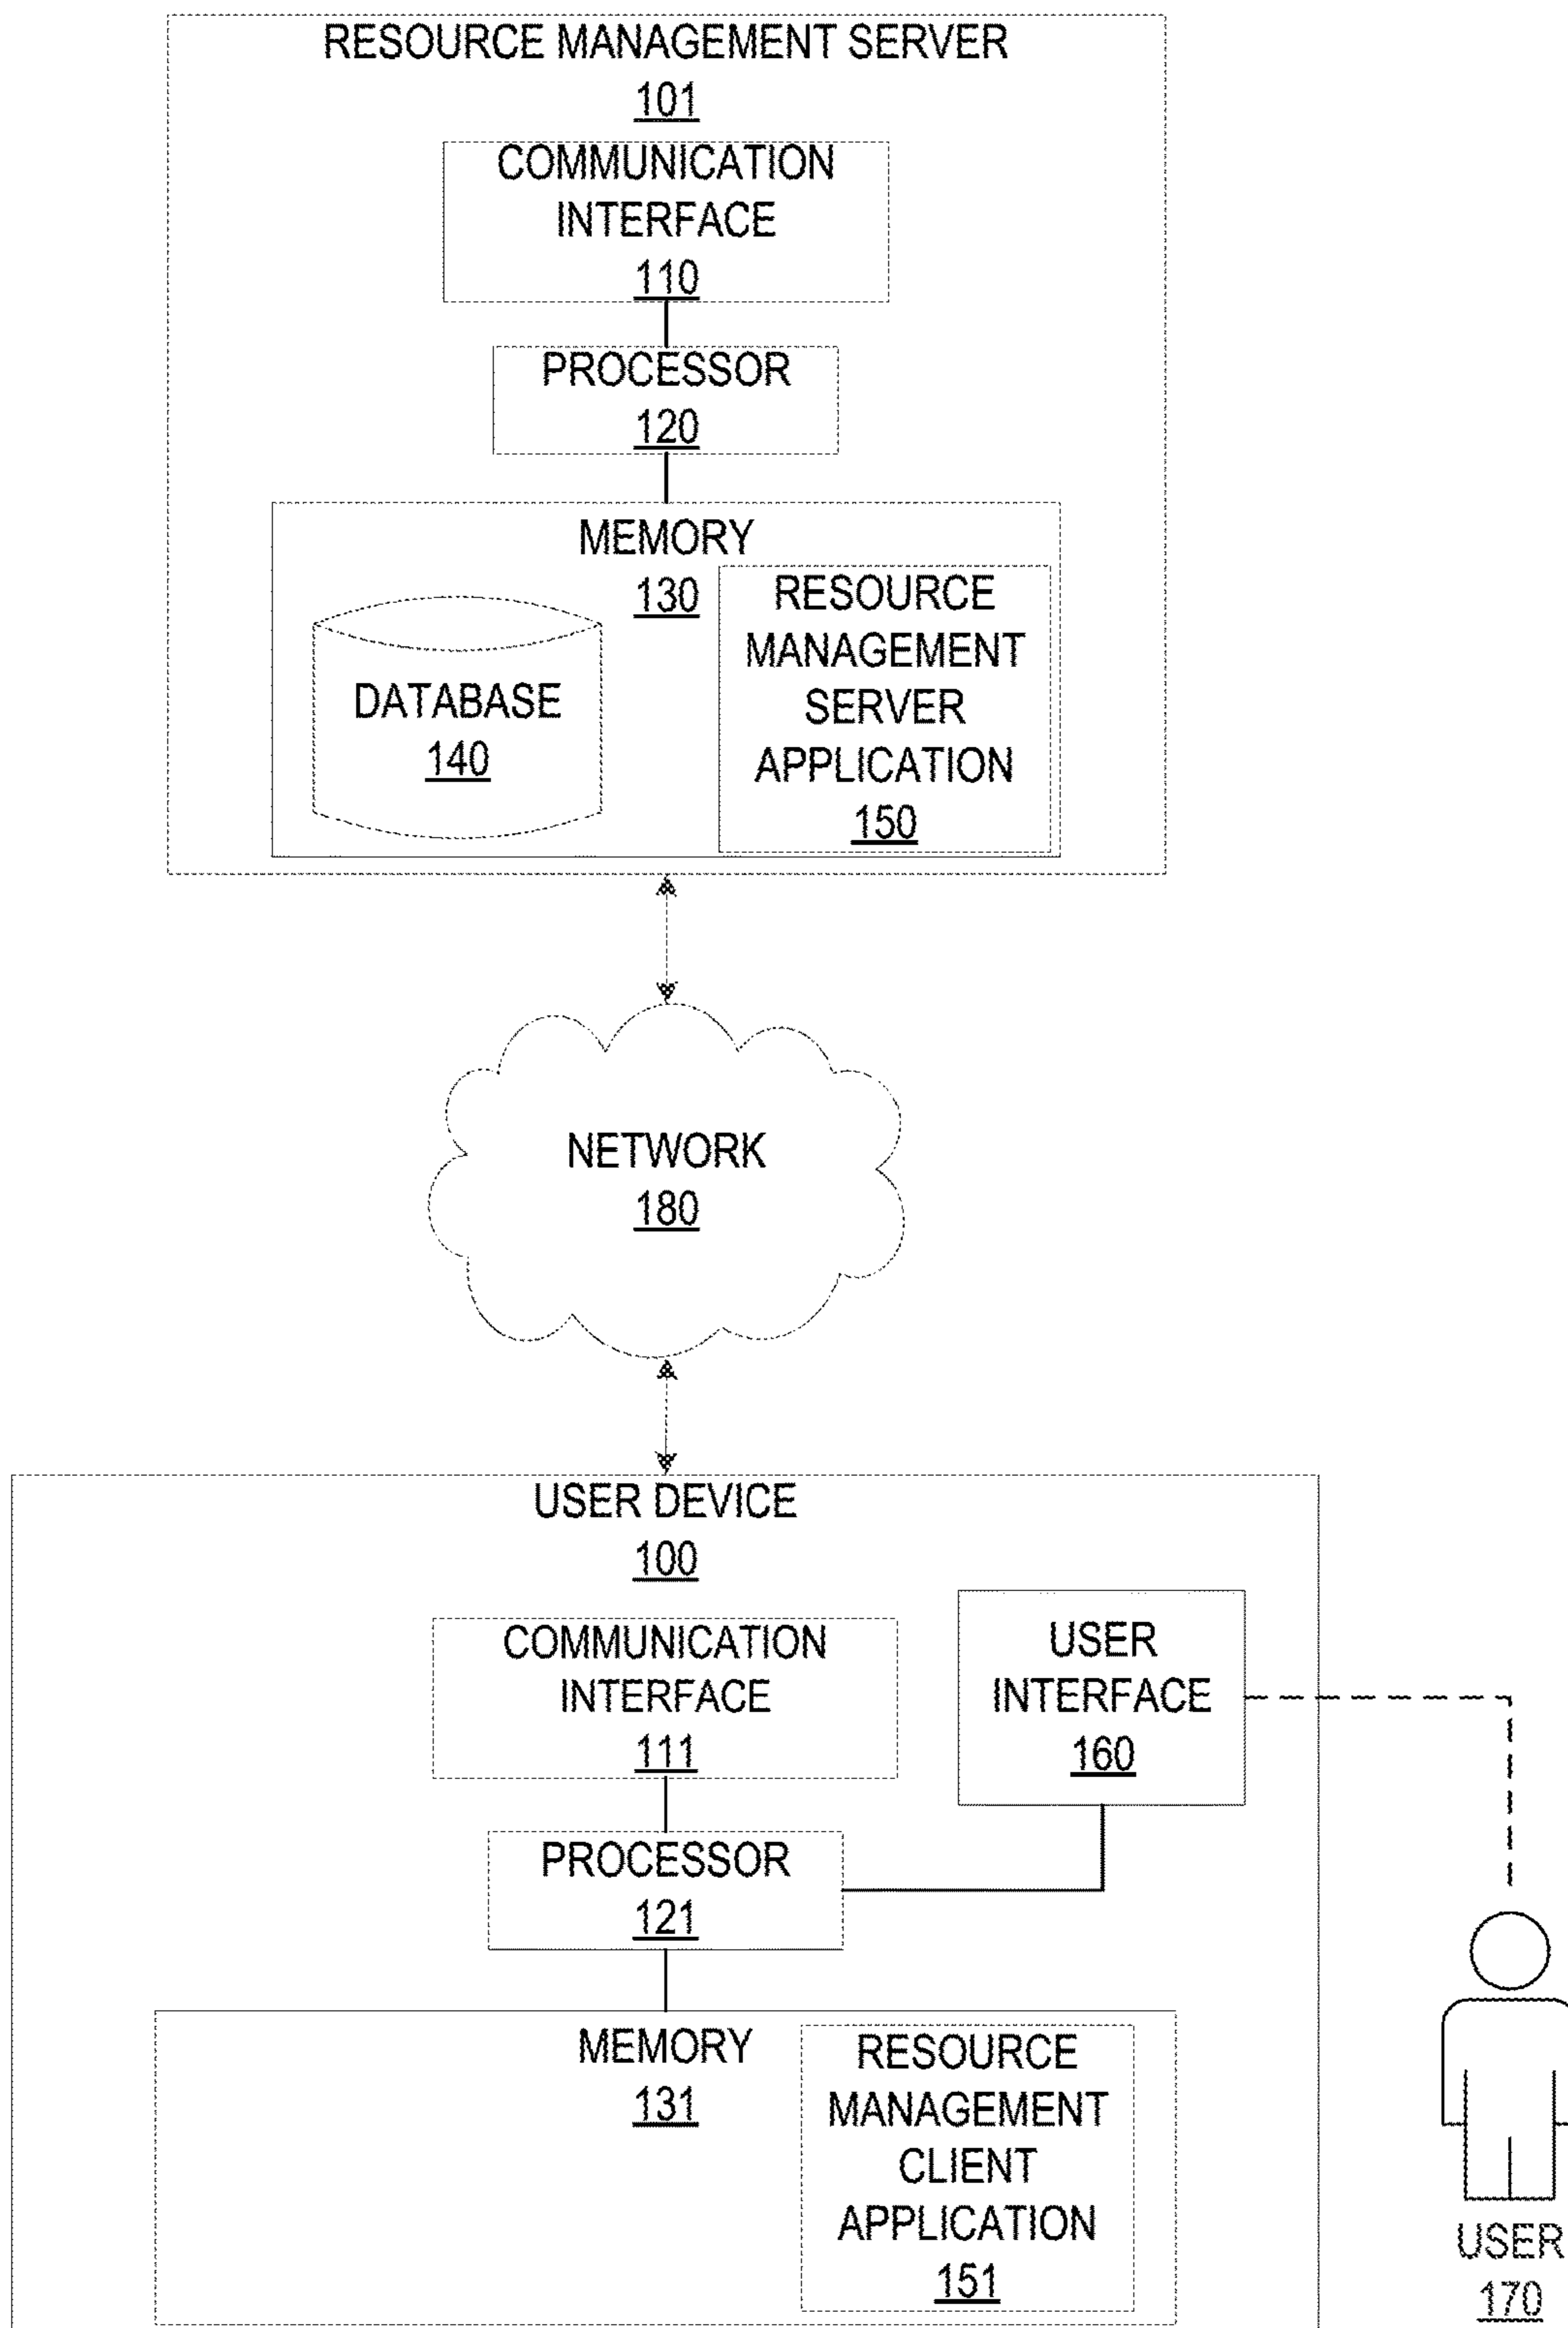 RESOURCE MANAGEMENT SERVER
101
COMMUNICATION
INTERFACE
110
PROCESSOR
120
MEMORY
130
DATABASE
140
RESOURCE
MANAGEMENT
SERVER
APPLICATION
150
NETWORK
180
USER DEVICE
100
COMMUNICATION
INTERFACE
111
USER
INTERFACE
160
PROCESSOR
121
MEMORY
131
RESOURCE
MANAGEMENT
CLIENT
APPLICATION
151
USER
170